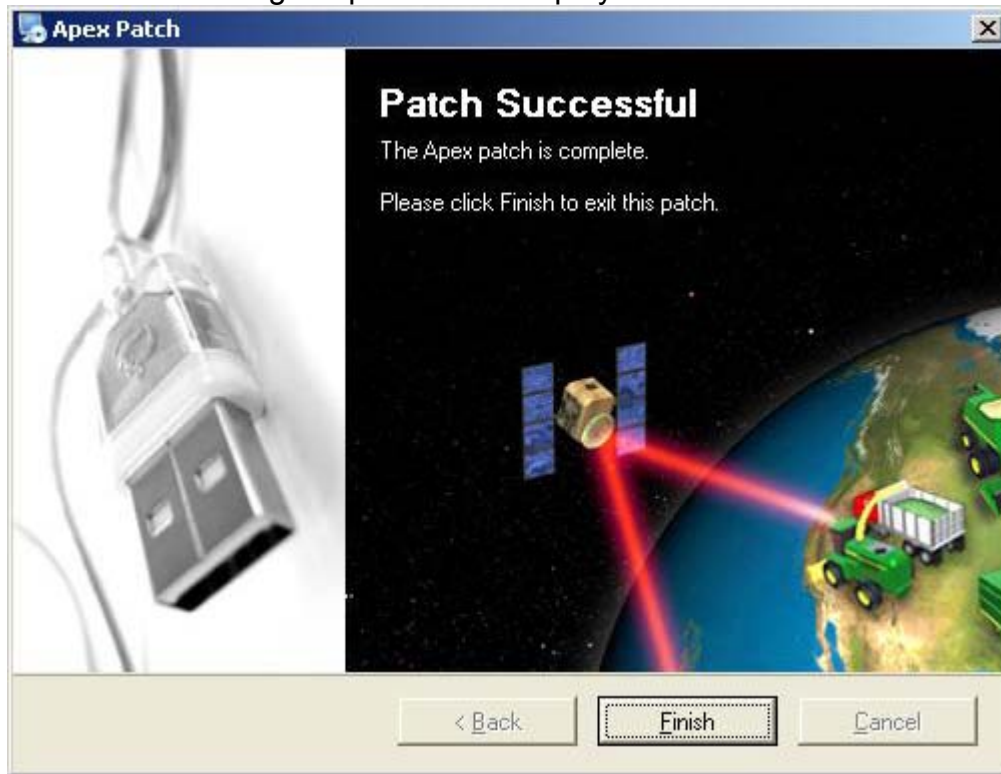 Apex Patch
Patch Successful
The Apex patch is complete.
Please click Finish to exit this patch.
< Back
Finish
Cancel